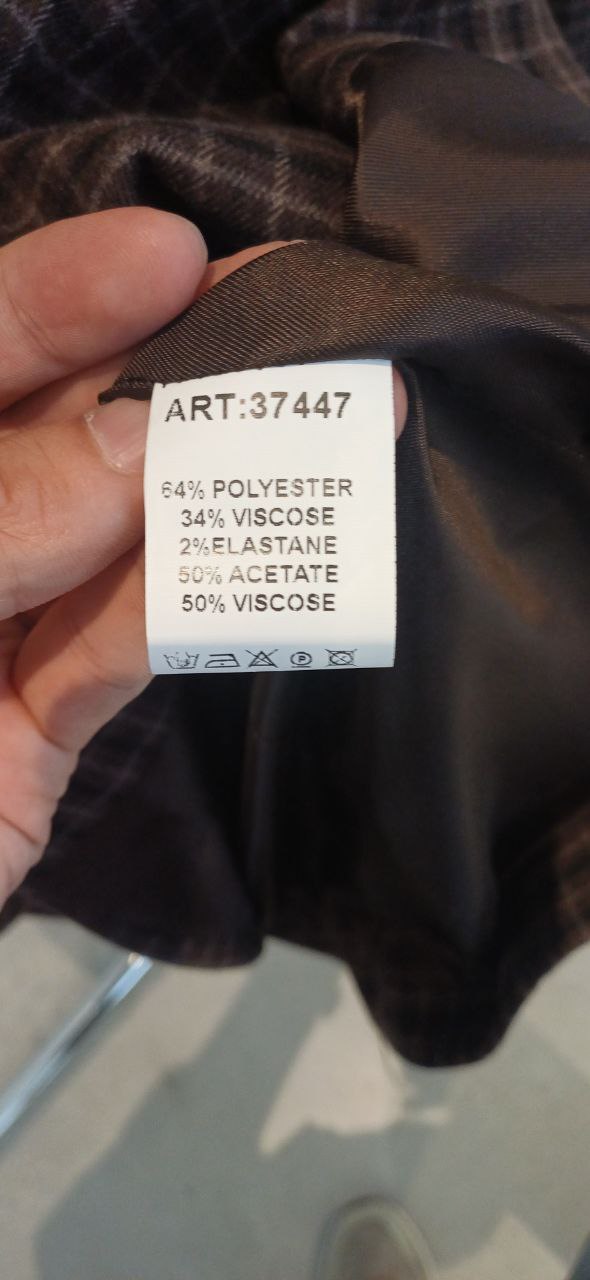 ART:37447
64% POLYESTER
34% VISCOSE
2%ELASTANE
50% ACETATE
50% VISCOSE
P